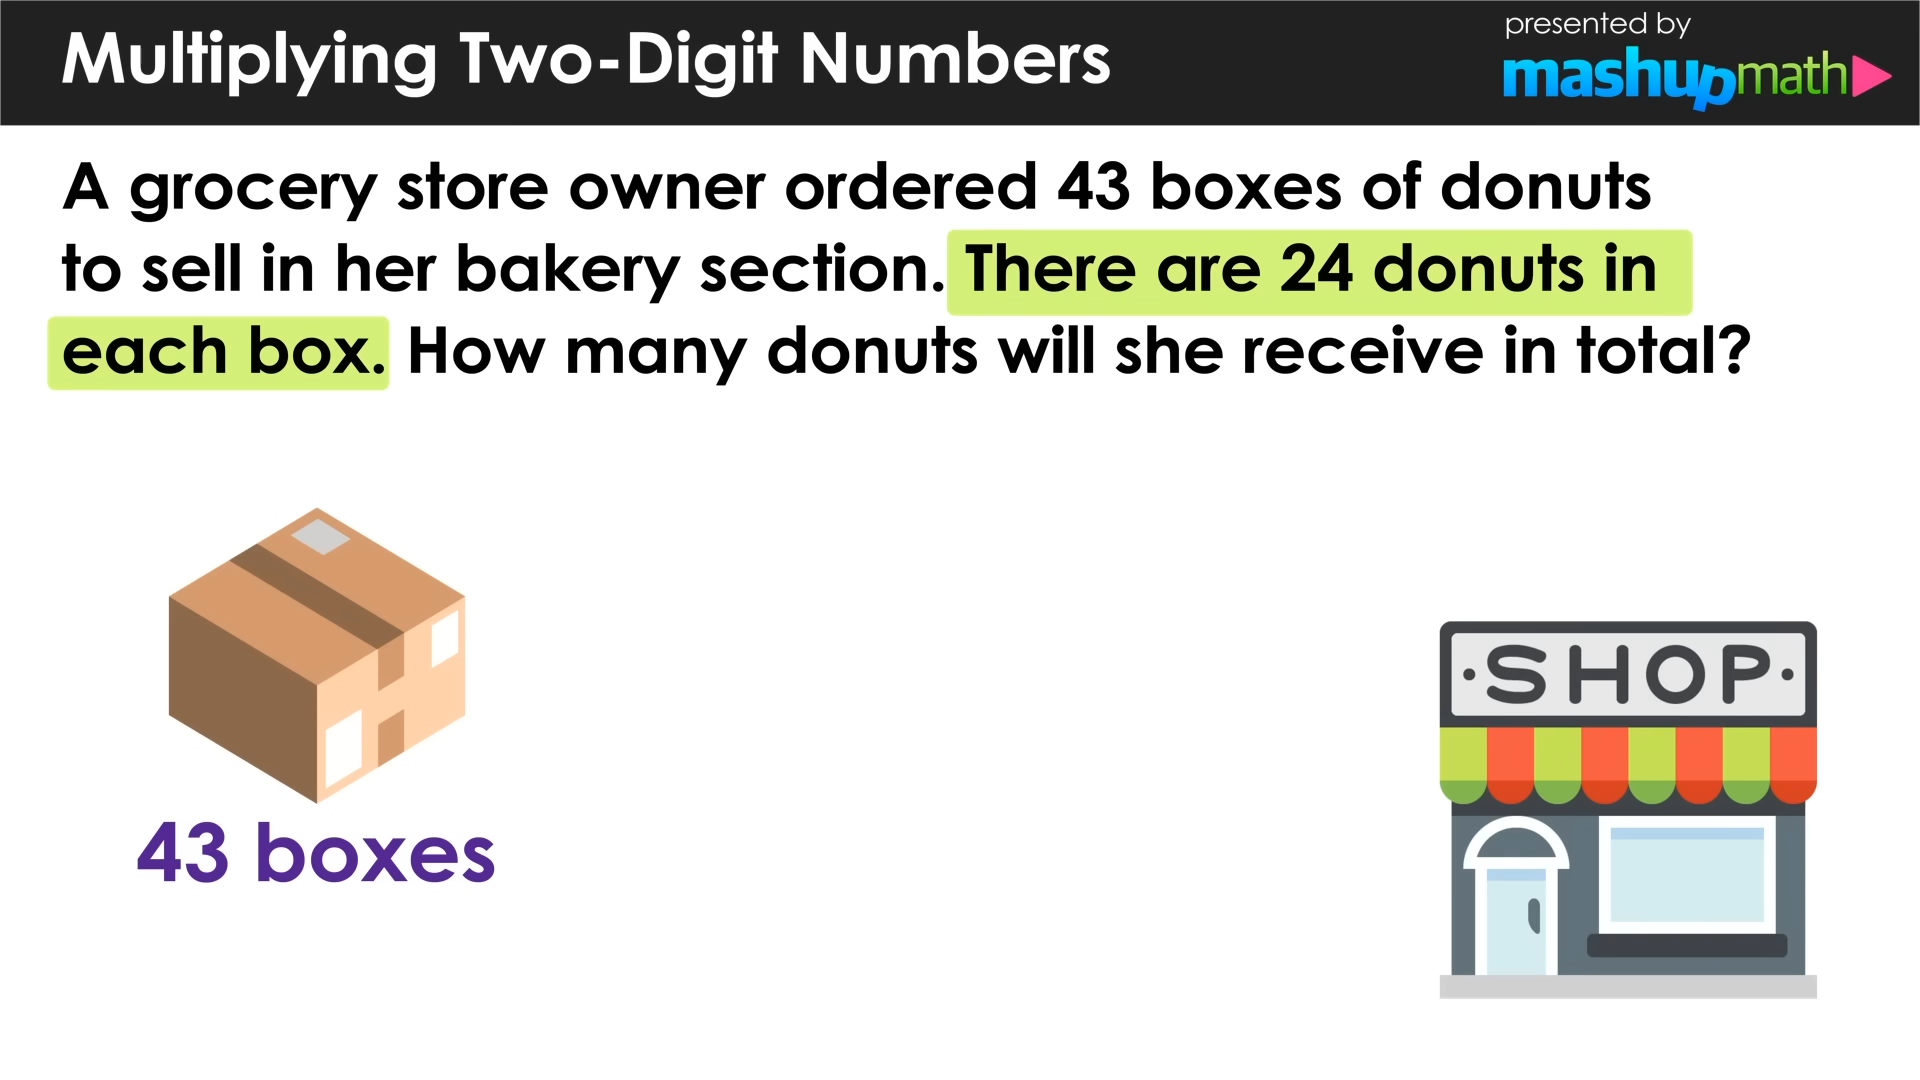 Multiplying Two-Digit Numbers
presented by
mashupmath
A grocery store owner ordered 43 boxes of donuts
to sell in her bakery section. There are 24 donuts in
each box. How many donuts will she receive in total?
·SHOP·
43 boxes